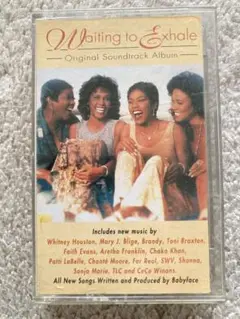 Waiting to Exhale
Original Soundtrack Album
Includes new music by
Whitney Houston, Mary J. Blige, Brandy, Toni Braxton,
Faith Evans, Aretha Franklin, Chaka Khan,
Patti LaBelle, Chanté Moore, For Real, SWV, Shanna,
Sonja Marie, TLC and CeCe Winans.
All New Songs Written and Produced by Babyface